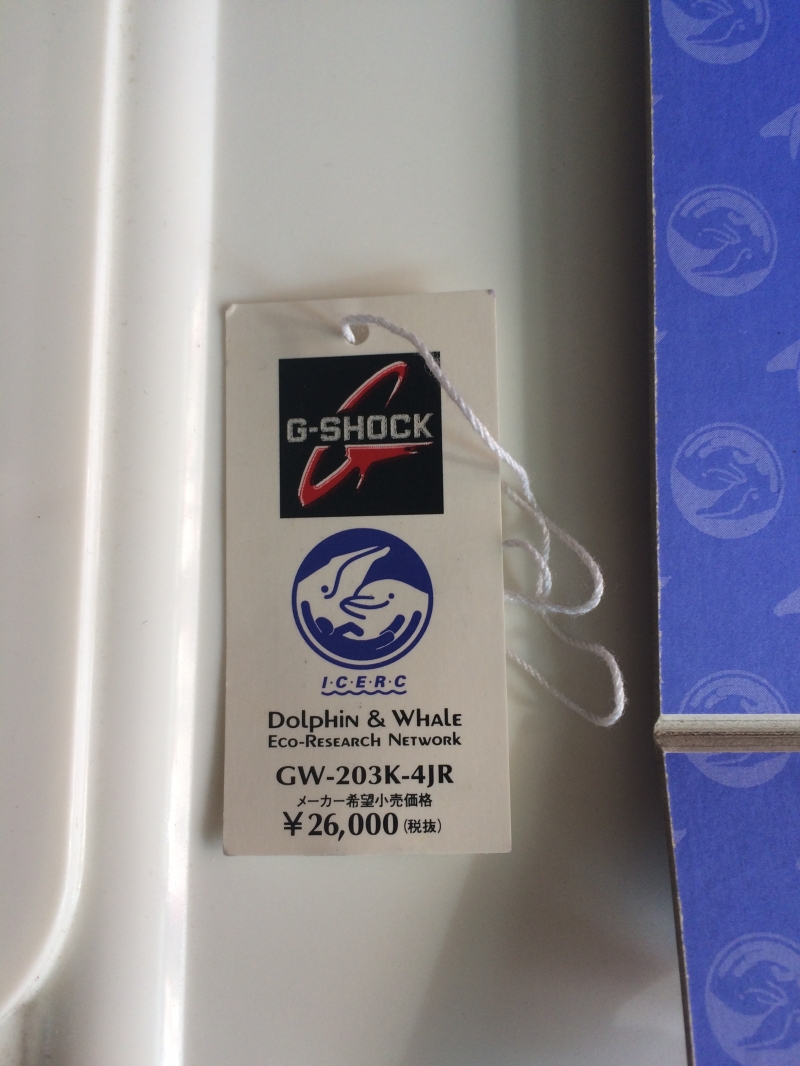 G-SHOCK
I·C·E·R·C
Dolphin & Whale
Eco-Research Network
GW-203K-4JR
メーカー希望小売価格
¥26,000(税抜)